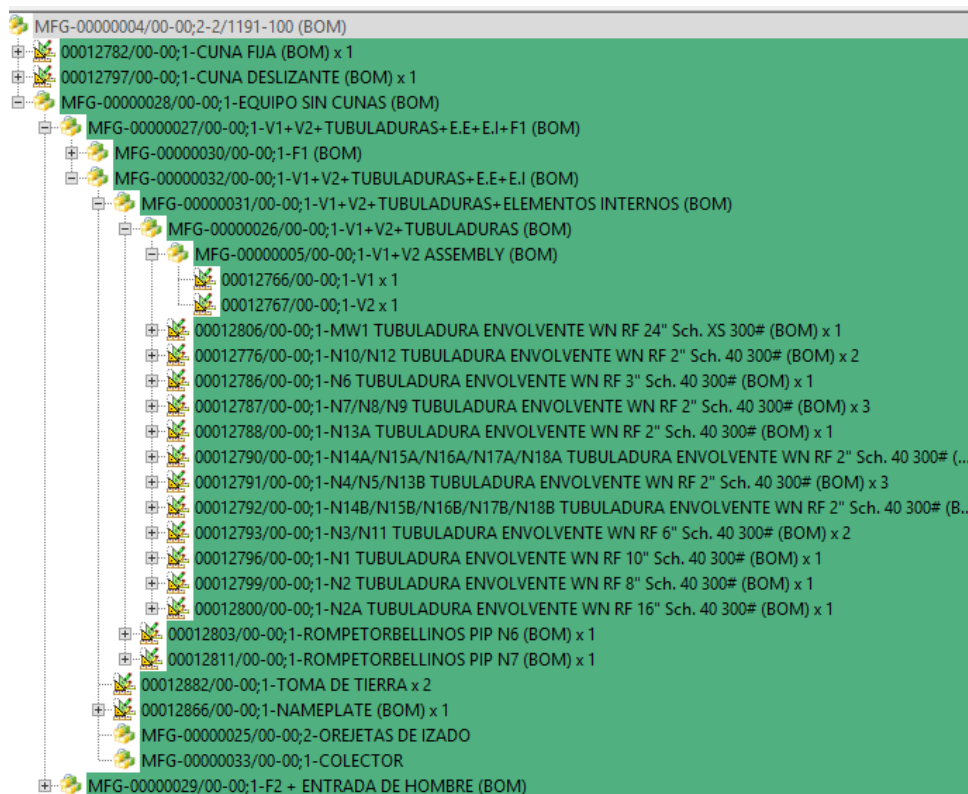 MFG-00000004/00-00;2-2/1191-100 (BOM)
00012782/00-00;1-CUNA FIJA (BOM) x 1
00012797/00-00;1-CUNA DESLIZANTE (BOM) x 1
MFG-00000028/00-00;1-EQUIPO SIN CUNAS (BOM)
MFG-00000027/00-00;1-V1+V2+TUBULADURAS+E.E+E.I+F1 (BOM)
MFG-00000030/00-00;1-F1 (BOM)
MFG-00000032/00-00;1-V1+V2+TUBULADURAS+E.E+E.I (BOM)
MFG-00000031/00-00;1-V1+V2+TUBULADURAS+ELEMENTOS INTERNOS (BOM)
MFG-00000026/00-00;1-V1+V2+TUBULADURAS (BOM)
MFG-00000005/00-00;1-V1+V2 ASSEMBLY (BOM)
00012766/00-00;1-V1 x 1
00012767/00-00;1-V2 x 1
00012806/00-00;1-MW1 TUBULADURA ENVOLVENTE WN RF 24" Sch. XS 300# (BOM) x 1
00012776/00-00;1-N10/N12 TUBULADURA ENVOLVENTE WN RF 2" Sch. 40 300# (BOM) x 2
00012786/00-00;1-N6 TUBULADURA ENVOLVENTE WN RF 3" Sch. 40 300# (BOM) x 1
00012787/00-00;1-N7/N8/N9 TUBULADURA ENVOLVENTE WN RF 2" Sch. 40 300# (BOM) x 3
00012788/00-00;1-N13A TUBULADURA ENVOLVENTE WN RF 2" Sch. 40 300# (BOM) x 1
00012790/00-00;1-N14A/N15A/N16A/N17A/N18A TUBULADURA ENVOLVENTE WN RF 2" Sch. 40 300# (...
00012791/00-00;1-N4/N5/N13B TUBULADURA ENVOLVENTE WN RF 2" Sch. 40 300# (BOM) x 3
00012792/00-00;1-N14B/N15B/N16B/N17B/N18B TUBULADURA ENVOLVENTE WN RF 2" Sch. 40 300# (B...
00012793/00-00;1-N3/N11 TUBULADURA ENVOLVENTE WN RF 6" Sch. 40 300# (BOM) x 2
00012796/00-00;1-N1 TUBULADURA ENVOLVENTE WN RF 10" Sch. 40 300# (BOM) x 1
00012799/00-00;1-N2 TUBULADURA ENVOLVENTE WN RF 8" Sch. 40 300# (BOM) x 1
00012800/00-00;1-N2A TUBULADURA ENVOLVENTE WN RF 16" Sch. 40 300# (BOM) x 1
00012803/00-00;1-ROMPETORBELLINOS PIP N6 (BOM) x 1
00012811/00-00;1-ROMPETORBELLINOS PIP N7 (BOM) x 1
00012882/00-00;1-TOMA DE TIERRA x 2
00012866/00-00;1-NAMEPLATE (BOM) x 1
MFG-00000025/00-00;2-OREJETAS DE IZADO
MFG-00000033/00-00;1-COLECTOR
MFG-00000029/00-00;1-F2 + ENTRADA DE HOMBRE (BOM)